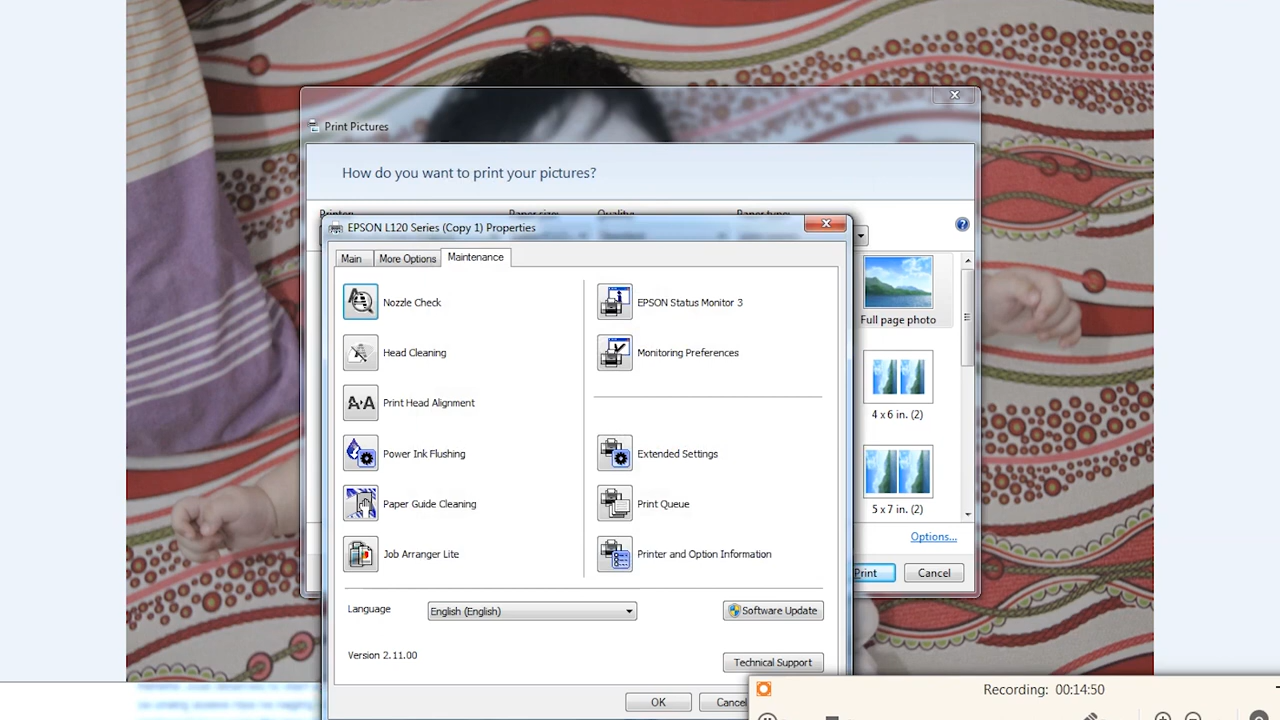 Print Pictures
How do you want to print your pictures?
EPSON L120 Series (Copy 1) Properties
Main
More Options
Maintenance
Nozzle Check
Head Cleaning
Print Head Alignment
Power Ink Flushing
Paper Guide Cleaning
Job Arranger Lite
EPSON Status Monitor 3
Monitoring Preferences
Extended Settings
Print Queue
Printer and Option Information
Language
English (English)
Software Update
Version 2.11.00
Technical Support
OK
Cancel
Full page photo
4 x 6 in. (2)
5 x 7 in. (2)
Options...
Print
Cancel
Recording: 00:14:50